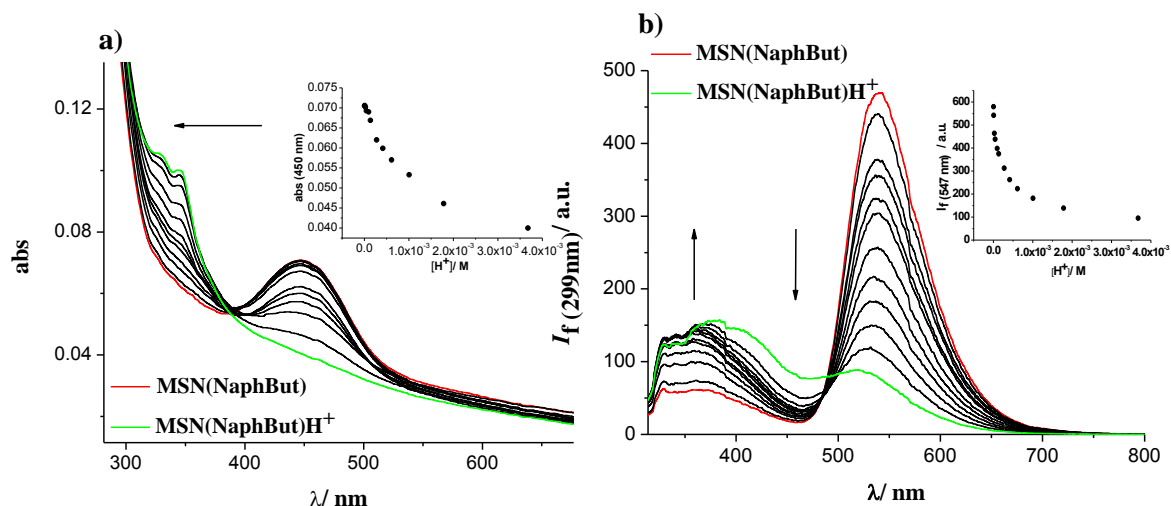 a)
MSN(NaphBut)
MSN(NaphBut)H+
abs
0.12
0.08
0.04
300
400
500
600
λ/ nm
abs (450 nm)
0.075
0.070
0.065
0.060
0.055
0.050
0.045
0.040
0.0
1.0x10-3
2.0x10-3
3.0x10-3
4.0x10-3
[H+]/ M
b)
MSN(NaphBut)
MSN(NaphBut)H+
If (299nm)/ a.u.
500
400
300
200
100
0
400
500
600
700
800
λ/ nm
If (547 nm) / a.u.
600
500
400
300
200
100
0
0.0
1.0x10-3
2.0x10-3
3.0x10-3
4.0x10-3
[H+]/ M